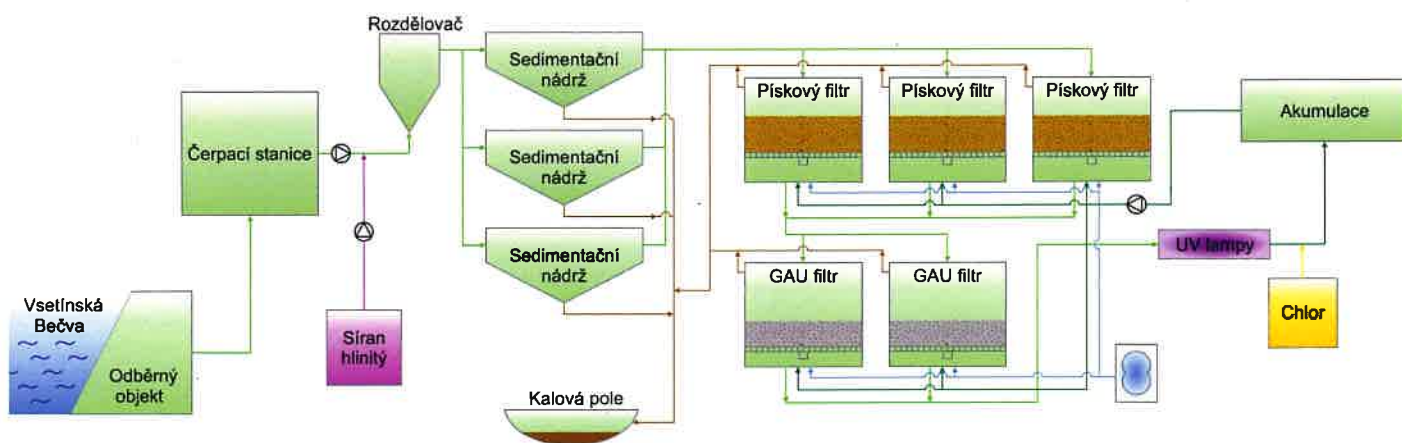 Rozdělovač
Sedimentační
nádrž
Sedimentační
nádrž
Sedimentační
nádrž
Čerpací stanice
Pískový filtr
Pískový filtr
Pískový filtr
Akumulace
GAU filtr
GAU filtr
UV lampy
Chlor
Vsetínská
Bečva
Odběrný
objekt
Síran
hlinitý
Kalová pole